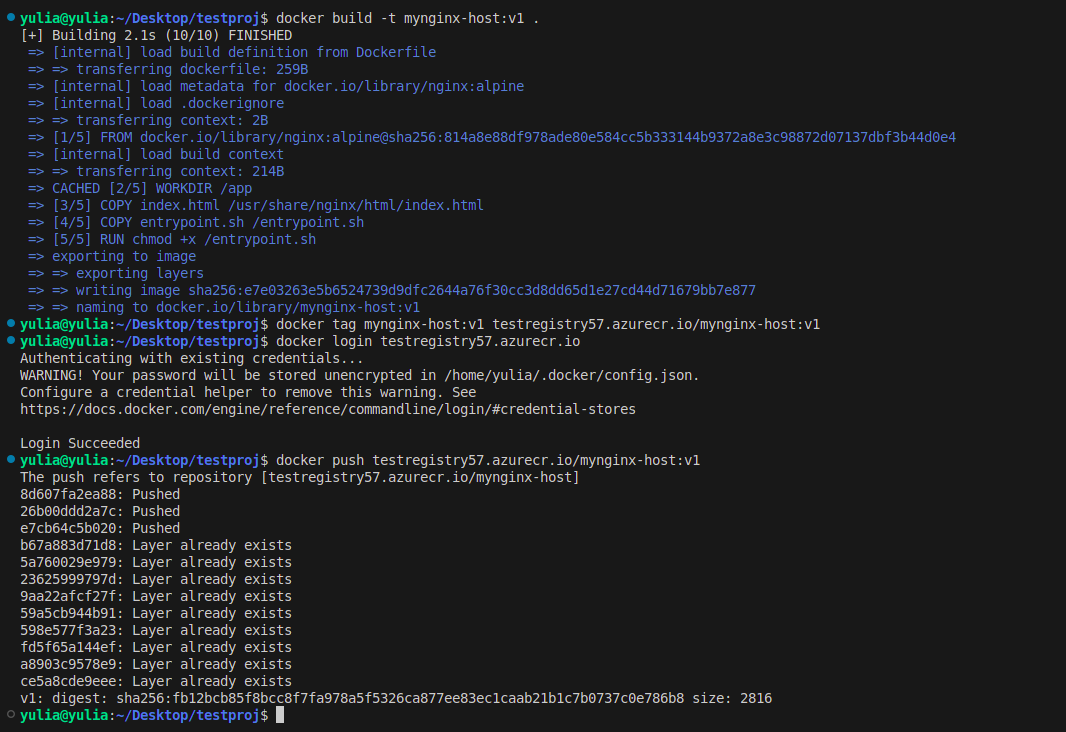 yulia@yulia:~/Desktop/testproj$ docker build -t mynginx-host:v1 .
[+] Building 2.1s (10/10) FINISHED
=> [internal] load build definition from Dockerfile
=> => transferring dockerfile: 259B
=> [internal] load metadata for docker.io/library/nginx:alpine
=> [internal] load .dockerignore
=> => transferring context: 2B
=> [1/5] FROM docker.io/library/nginx:alpine@sha256:814a8e88df978ade80e584cc5b333144b9372a8e3c98872d07137dbf3b44d0e4
=> [internal] load build context
=> => transferring context: 214B
=> CACHED [2/5] WORKDIR /app
=> [3/5] COPY index.html /usr/share/nginx/html/index.html
=> [4/5] COPY entrypoint.sh /entrypoint.sh
=> [5/5] RUN chmod +x /entrypoint.sh
=> exporting to image
=> => exporting layers
=> => writing image sha256:e7e03263e5b6524739d9dfc2644a76f30cc3d8dd65d1e27cd44d71679bb7e877
=> => naming to docker.io/library/mynginx-host:v1
yulia@yulia:~/Desktop/testproj$ docker tag mynginx-host:v1 testregistry57.azurecr.io/mynginx-host:v1
yulia@yulia:~/Desktop/testproj$ docker login testregistry57.azurecr.io
Authenticating with existing credentials...
WARNING! Your password will be stored unencrypted in /home/yulia/.docker/config.json.
Configure a credential helper to remove this warning. See
https://docs.docker.com/engine/reference/commandline/login/#credential-stores
Login Succeeded
yulia@yulia:~/Desktop/testproj$ docker push testregistry57.azurecr.io/mynginx-host:v1
The push refers to repository [testregistry57.azurecr.io/mynginx-host]
8d607fa2ea88: Pushed
26b00ddd2a7c: Pushed
e7cb64c5b020: Pushed
b67a883d71d8: Layer already exists
5a760029e979: Layer already exists
23625999797d: Layer already exists
9aa22afcf27f: Layer already exists
59a5cb944b91: Layer already exists
598e577f3a23: Layer already exists
fd5f65a144ef: Layer already exists
a8903c9578e9: Layer already exists
ce5a8cde9eee: Layer already exists
v1: digest: sha256:fb12bcb85f8bcc8f7fa978a5f5326ca877ee83ec1caab21b1c7b0737c0e786b8 size: 2816
yulia@yulia:~/Desktop/testproj$